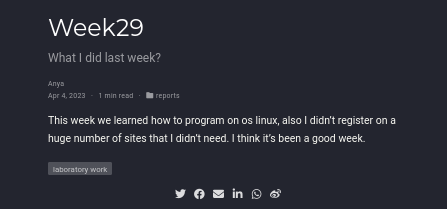 Week29
What I did last week?
Anya
Apr 4, 2023 · 1 min read · reports
This week we learned how to program on os linux, also I didn't register on a
huge number of sites that I didn't need. I think it's been a good week.
laboratory work